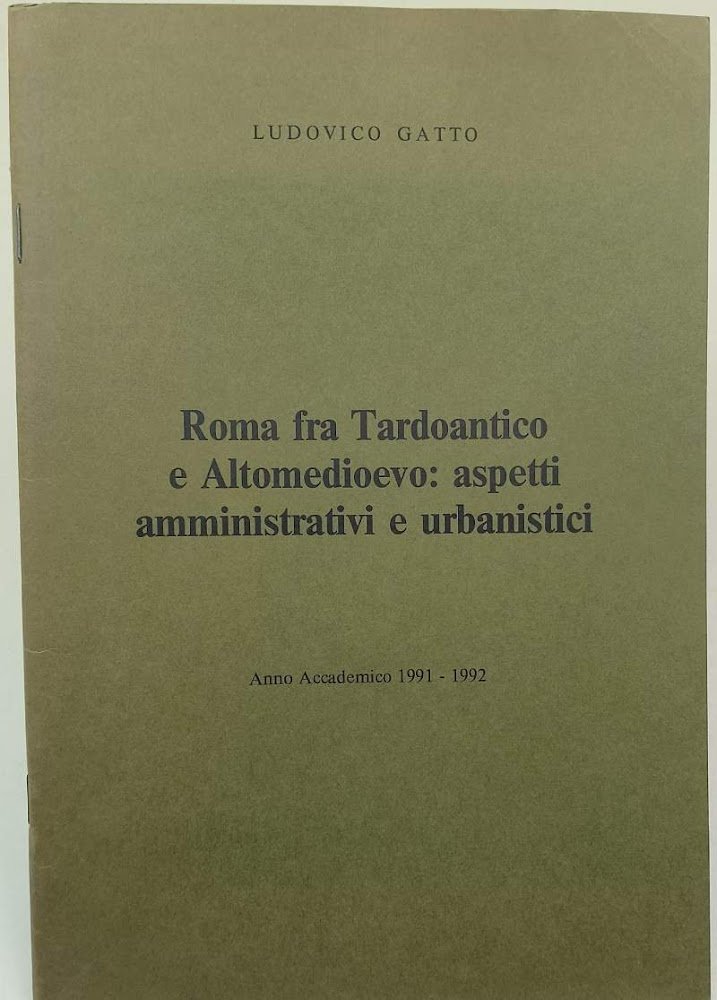 LUDOVICO GATTO
Roma fra Tardoantico
e Altomedioevo: aspetti
amministrativi e urbanistici
Anno Accademico 1991 - 1992